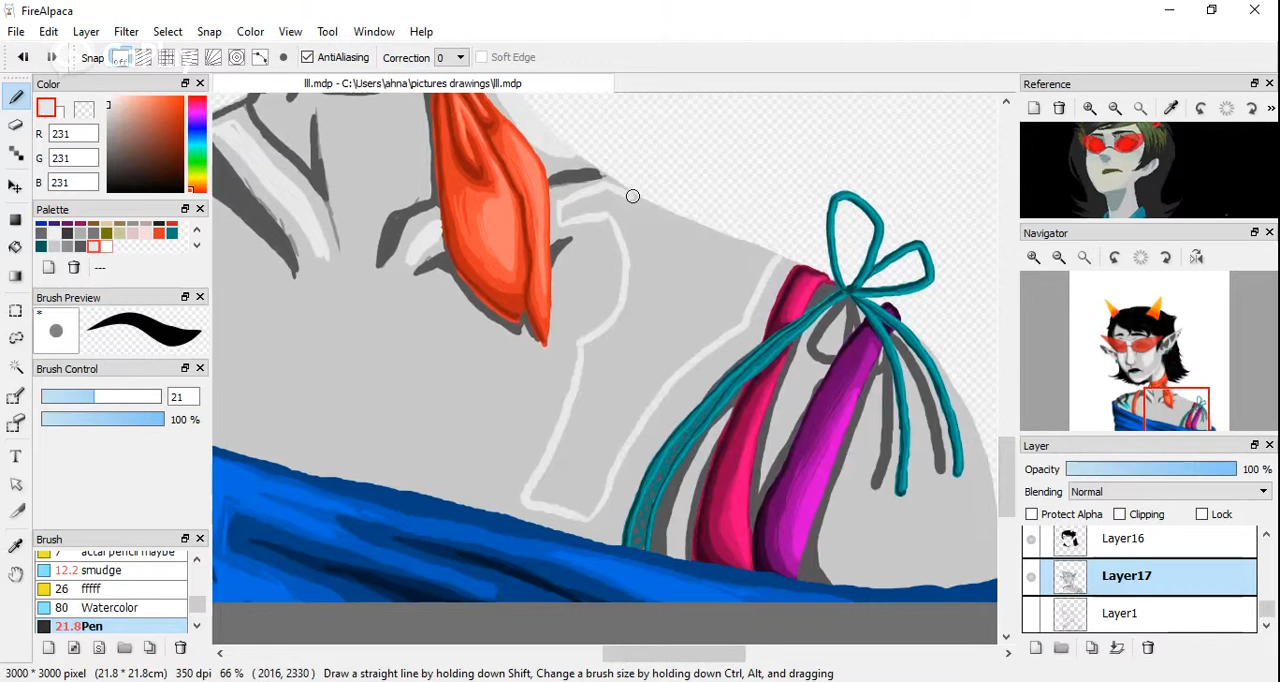 FireAlpaca
File Edit Layer Filter Select Snap Color View Tool Window Help
Snap off AntiAliasing Correction 0 Soft Edge
lll.mdp - C:\Users\ahna\pictures drawings\lll.mdp
Color
R 231
G 231
B 231
Palette
---
Brush Preview
*
Brush Control
21
100 %
Brush
7 accal pencil maybe
12.2 smudge
26 fffff
80 Watercolor
21.8 Pen
Reference
Navigator
Layer
Opacity 100 %
Blending Normal
Protect Alpha Clipping Lock
Layer16
Layer17
Layer1
3000 * 3000 pixel (21.8 * 21.8cm) 350 dpi 66 % ( 2016, 2330 ) Draw a straight line by holding down Shift, Change a brush size by holding down Ctrl, Alt, and dragging